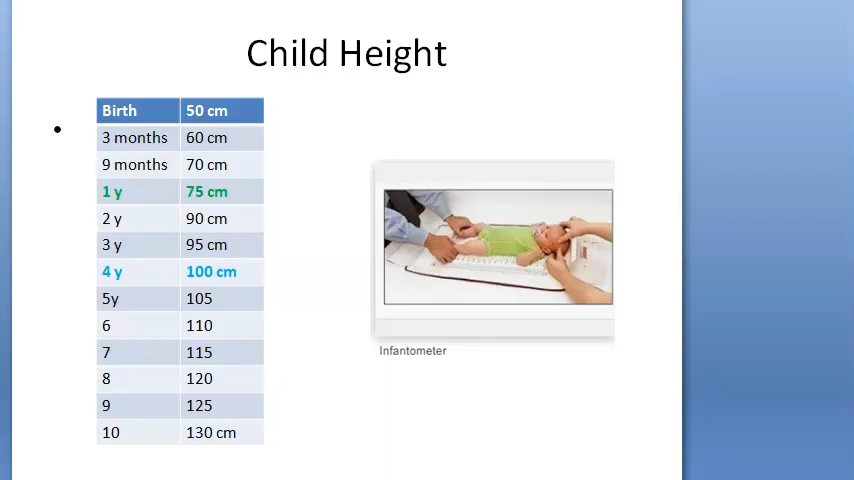 Child Height
•
Birth 50 cm
3 months 60 cm
9 months 70 cm
1 y 75 cm
2 y 90 cm
3 y 95 cm
4 y 100 cm
5y 105
6 110
7 115
8 120
9 125
10 130 cm
Infantometer